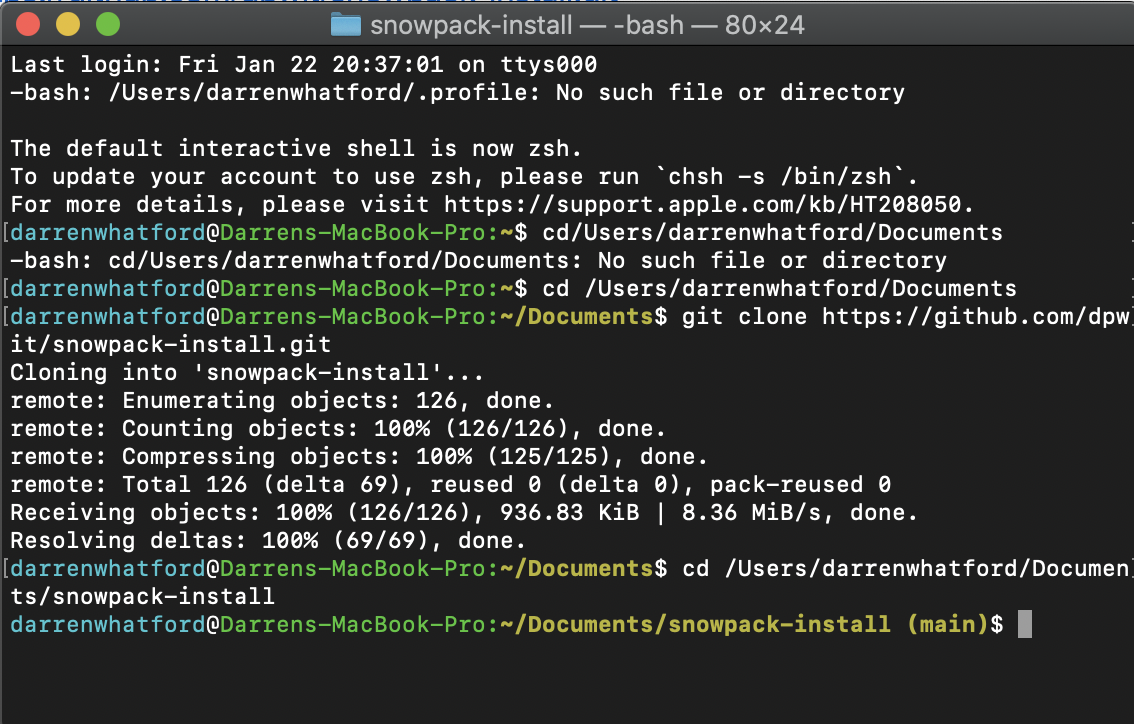 snowpack-install — -bash — 80×24
Last login: Fri Jan 22 20:37:01 on ttys000
-bash: /Users/darrenwhatford/.profile: No such file or directory
The default interactive shell is now zsh.
To update your account to use zsh, please run `chsh -s /bin/zsh`.
For more details, please visit https://support.apple.com/kb/HT208050.
[darrenwhatford@Darrens-MacBook-Pro:~$ cd/Users/darrenwhatford/Documents ]
-bash: cd/Users/darrenwhatford/Documents: No such file or directory
[darrenwhatford@Darrens-MacBook-Pro:~$ cd /Users/darrenwhatford/Documents ]
[darrenwhatford@Darrens-MacBook-Pro:~/Documents$ git clone https://github.com/dpw]
it/snowpack-install.git
Cloning into 'snowpack-install'...
remote: Enumerating objects: 126, done.
remote: Counting objects: 100% (126/126), done.
remote: Compressing objects: 100% (125/125), done.
remote: Total 126 (delta 69), reused 0 (delta 0), pack-reused 0
Receiving objects: 100% (126/126), 936.83 KiB | 8.36 MiB/s, done.
Resolving deltas: 100% (69/69), done.
[darrenwhatford@Darrens-MacBook-Pro:~/Documents$ cd /Users/darrenwhatford/Documen]
ts/snowpack-install
darrenwhatford@Darrens-MacBook-Pro:~/Documents/snowpack-install (main)$